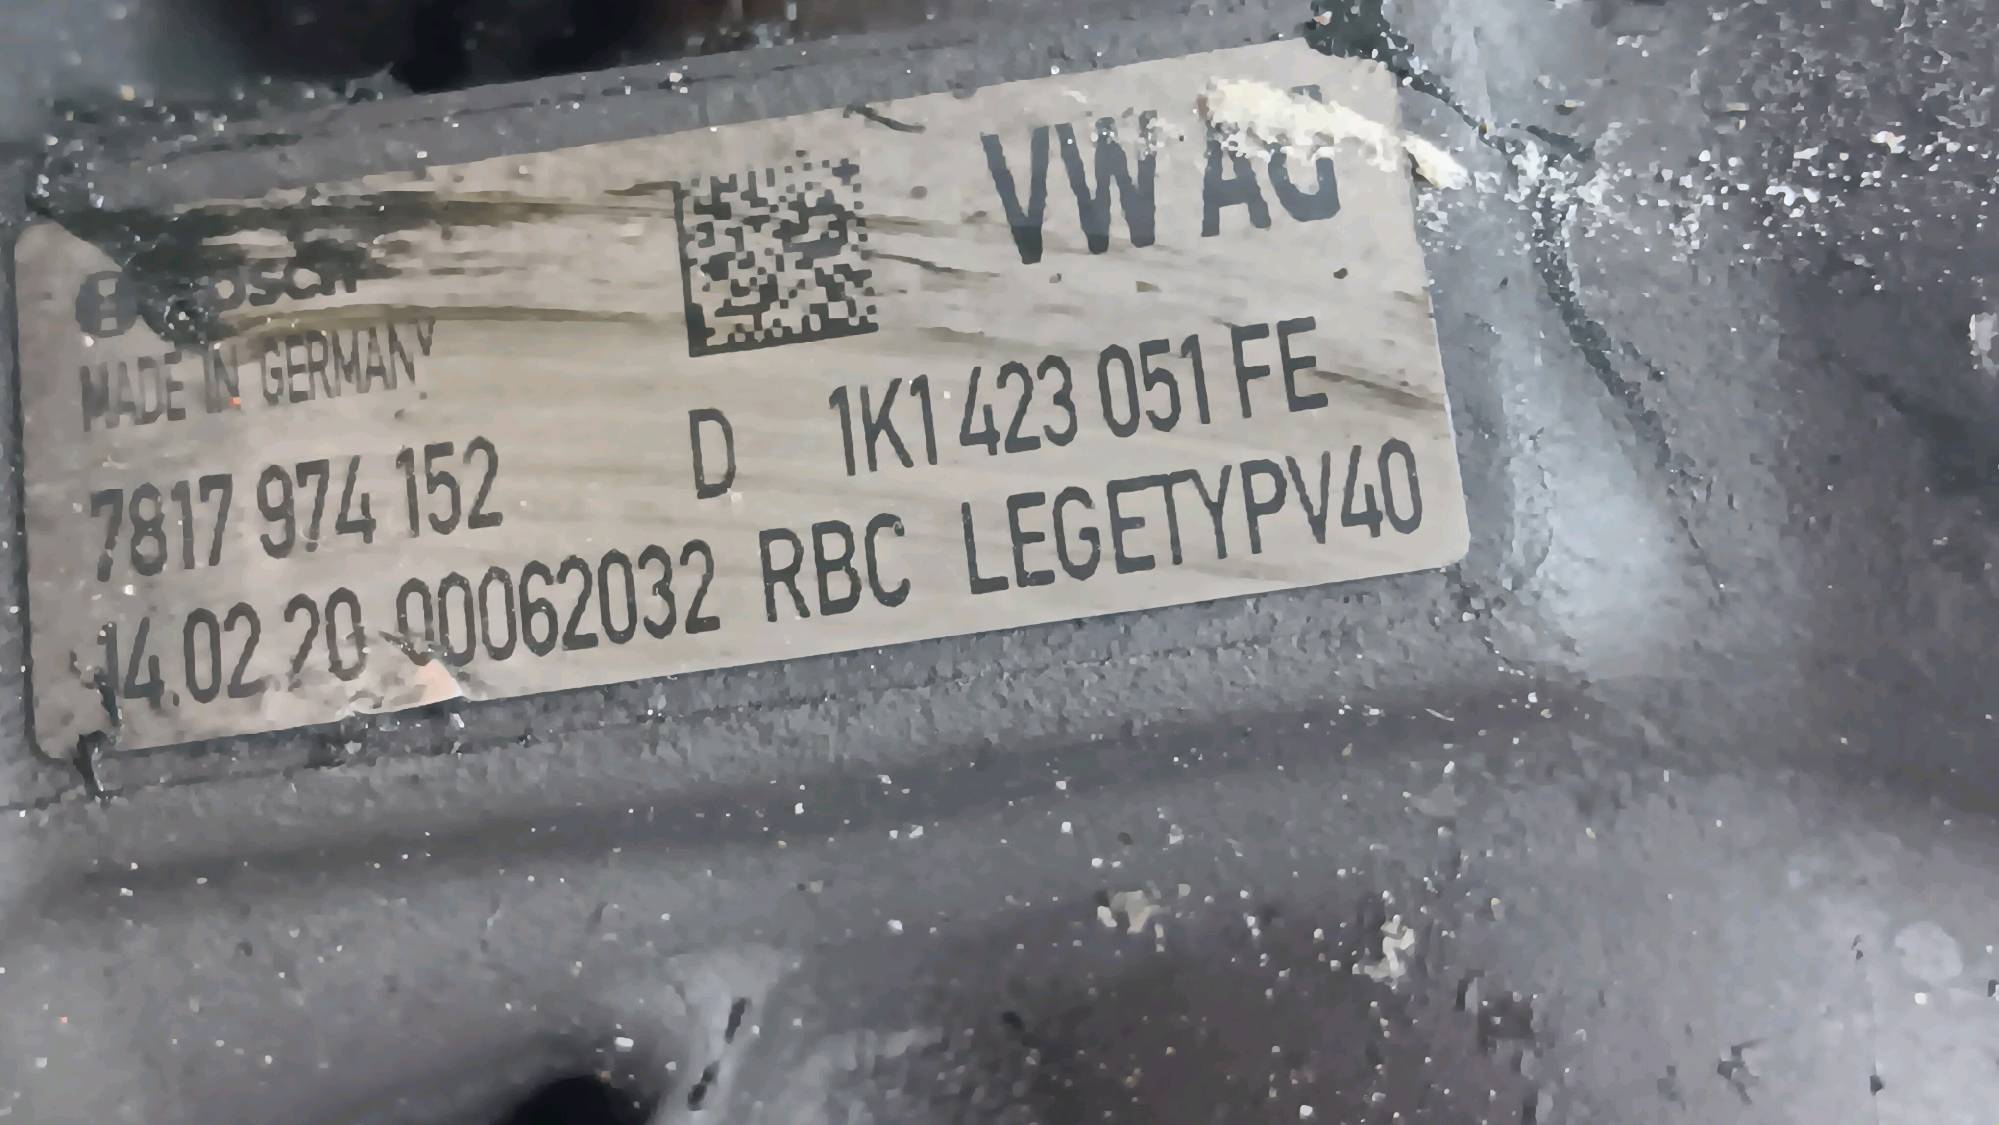 BOSCH
MADE IN GERMANY
VW AG
7817 974 152 D 1K1 423 051 FE
14.02.20 00062032 RBC LEGETYPV40